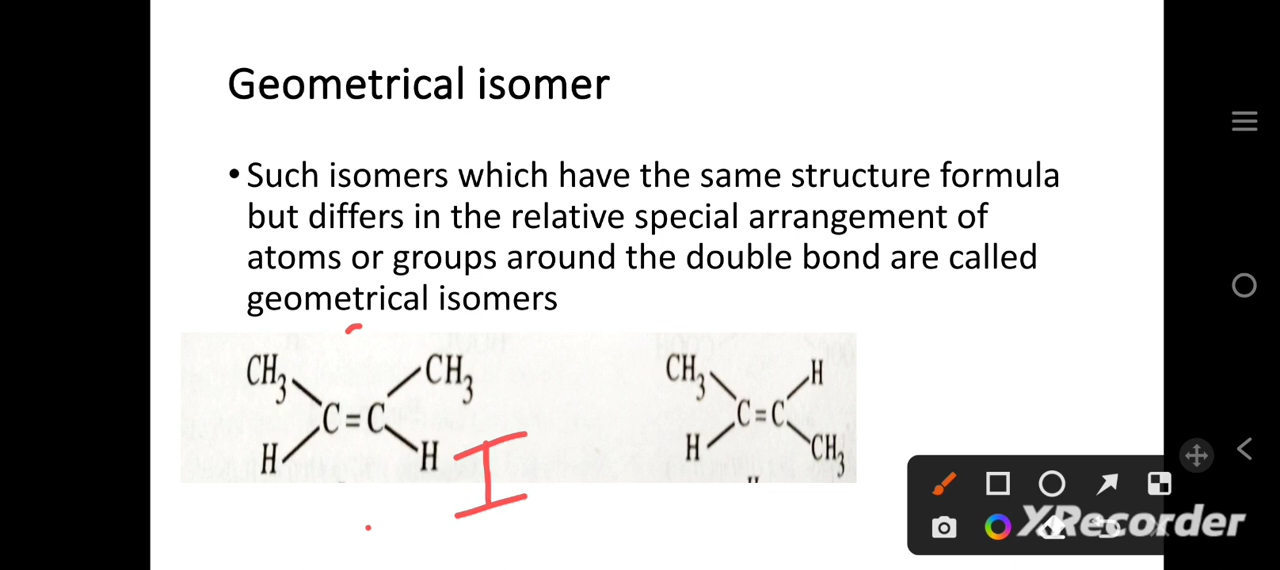 Geometrical isomer
• Such isomers which have the same structure formula
but differs in the relative special arrangement of
atoms or groups around the double bond are called
geometrical isomers
CH3 CH3 CH3 H
C=C C=C
H H H CH3
I
XRecorder